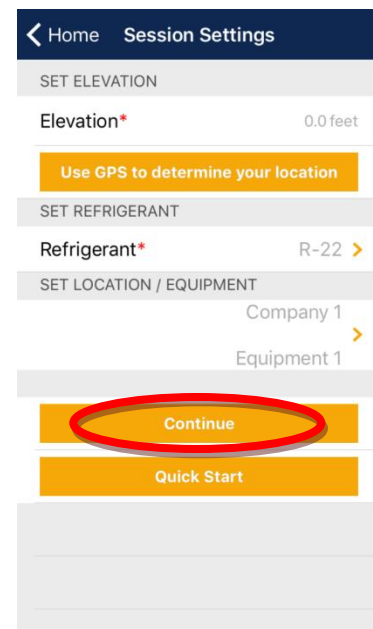 Home Session Settings
SET ELEVATION
Elevation* 0.0 feet
Use GPS to determine your location
SET REFRIGERANT
Refrigerant* R-22
SET LOCATION / EQUIPMENT
Company 1
Equipment 1
Continue
Quick Start